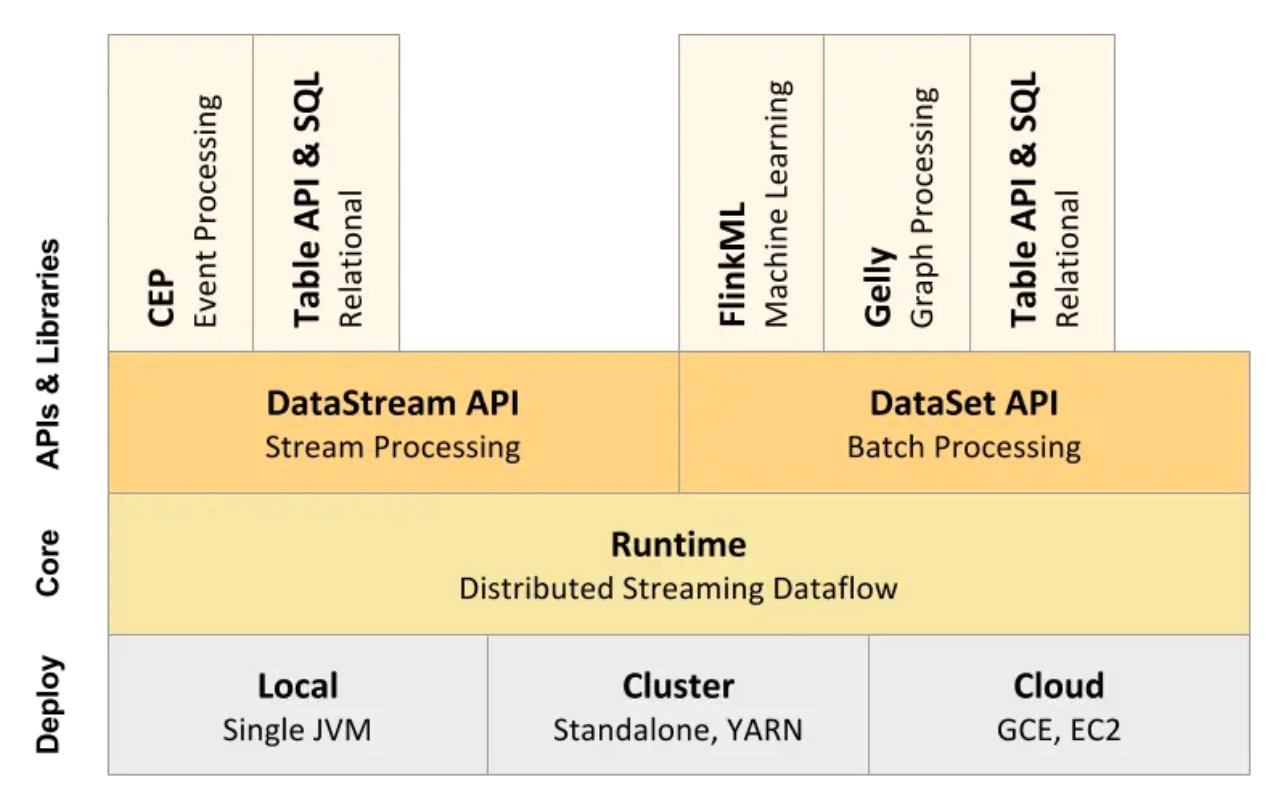 APIs & Libraries
CEP
Event Processing
Table API & SQL
Relational
FlinkML
Machine Learning
Gelly
Graph Processing
Table API & SQL
Relational
DataStream API
Stream Processing
DataSet API
Batch Processing
Core
Runtime
Distributed Streaming Dataflow
Deploy
Local
Single JVM
Cluster
Standalone, YARN
Cloud
GCE, EC2